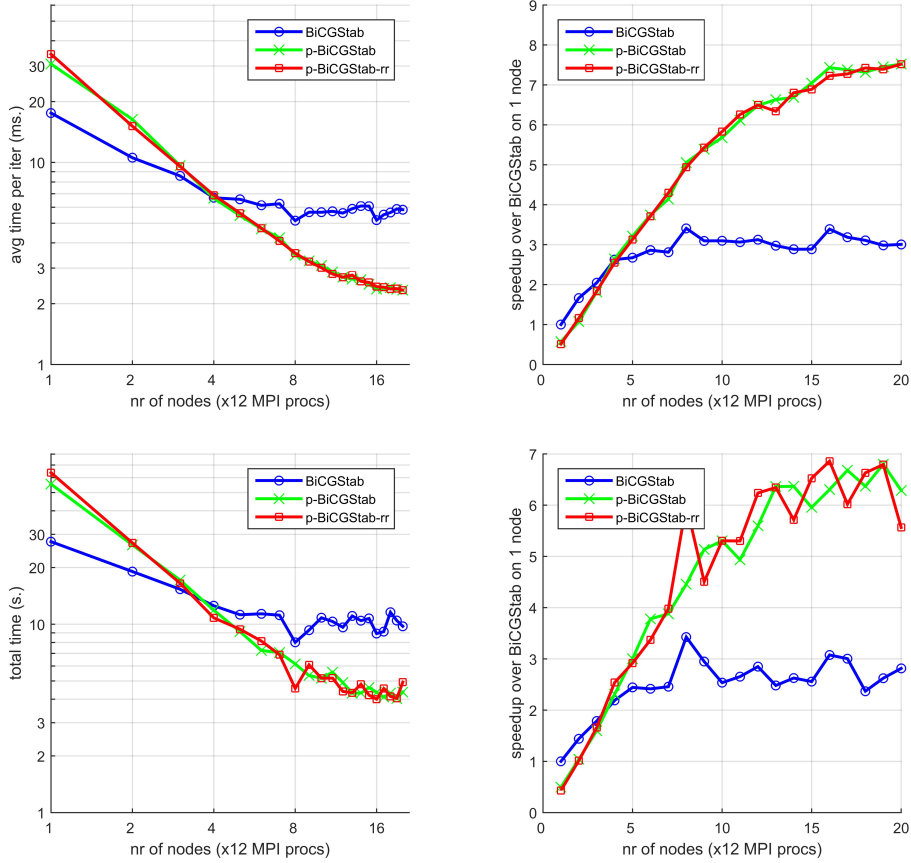 BiCGStab
p-BiCGStab
p-BiCGStab-rr
30
20
10
3
2
1
avg time per iter (ms.)
1 2 4 8 16
nr of nodes (x12 MPI procs)
BiCGStab
p-BiCGStab
p-BiCGStab-rr
9
8
7
6
5
4
3
2
1
0
speedup over BiCGStab on 1 node
0 5 10 15 20
nr of nodes (x12 MPI procs)
BiCGStab
p-BiCGStab
p-BiCGStab-rr
30
20
10
3
2
1
total time (s.)
1 2 4 8 16
nr of nodes (x12 MPI procs)
BiCGStab
p-BiCGStab
p-BiCGStab-rr
7
6
5
4
3
2
1
0
speedup over BiCGStab on 1 node
0 5 10 15 20
nr of nodes (x12 MPI procs)